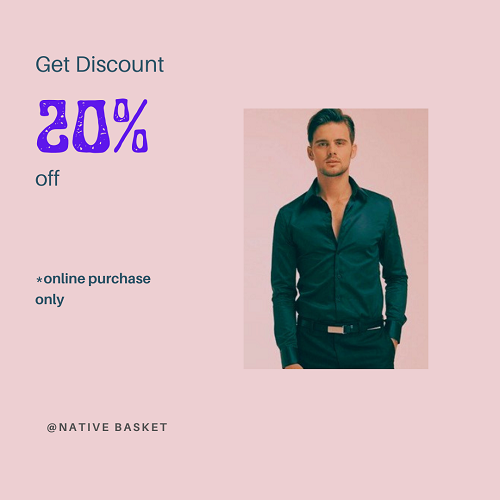 Get Discount
20%
off
*online purchase
only
@NATIVE BASKET